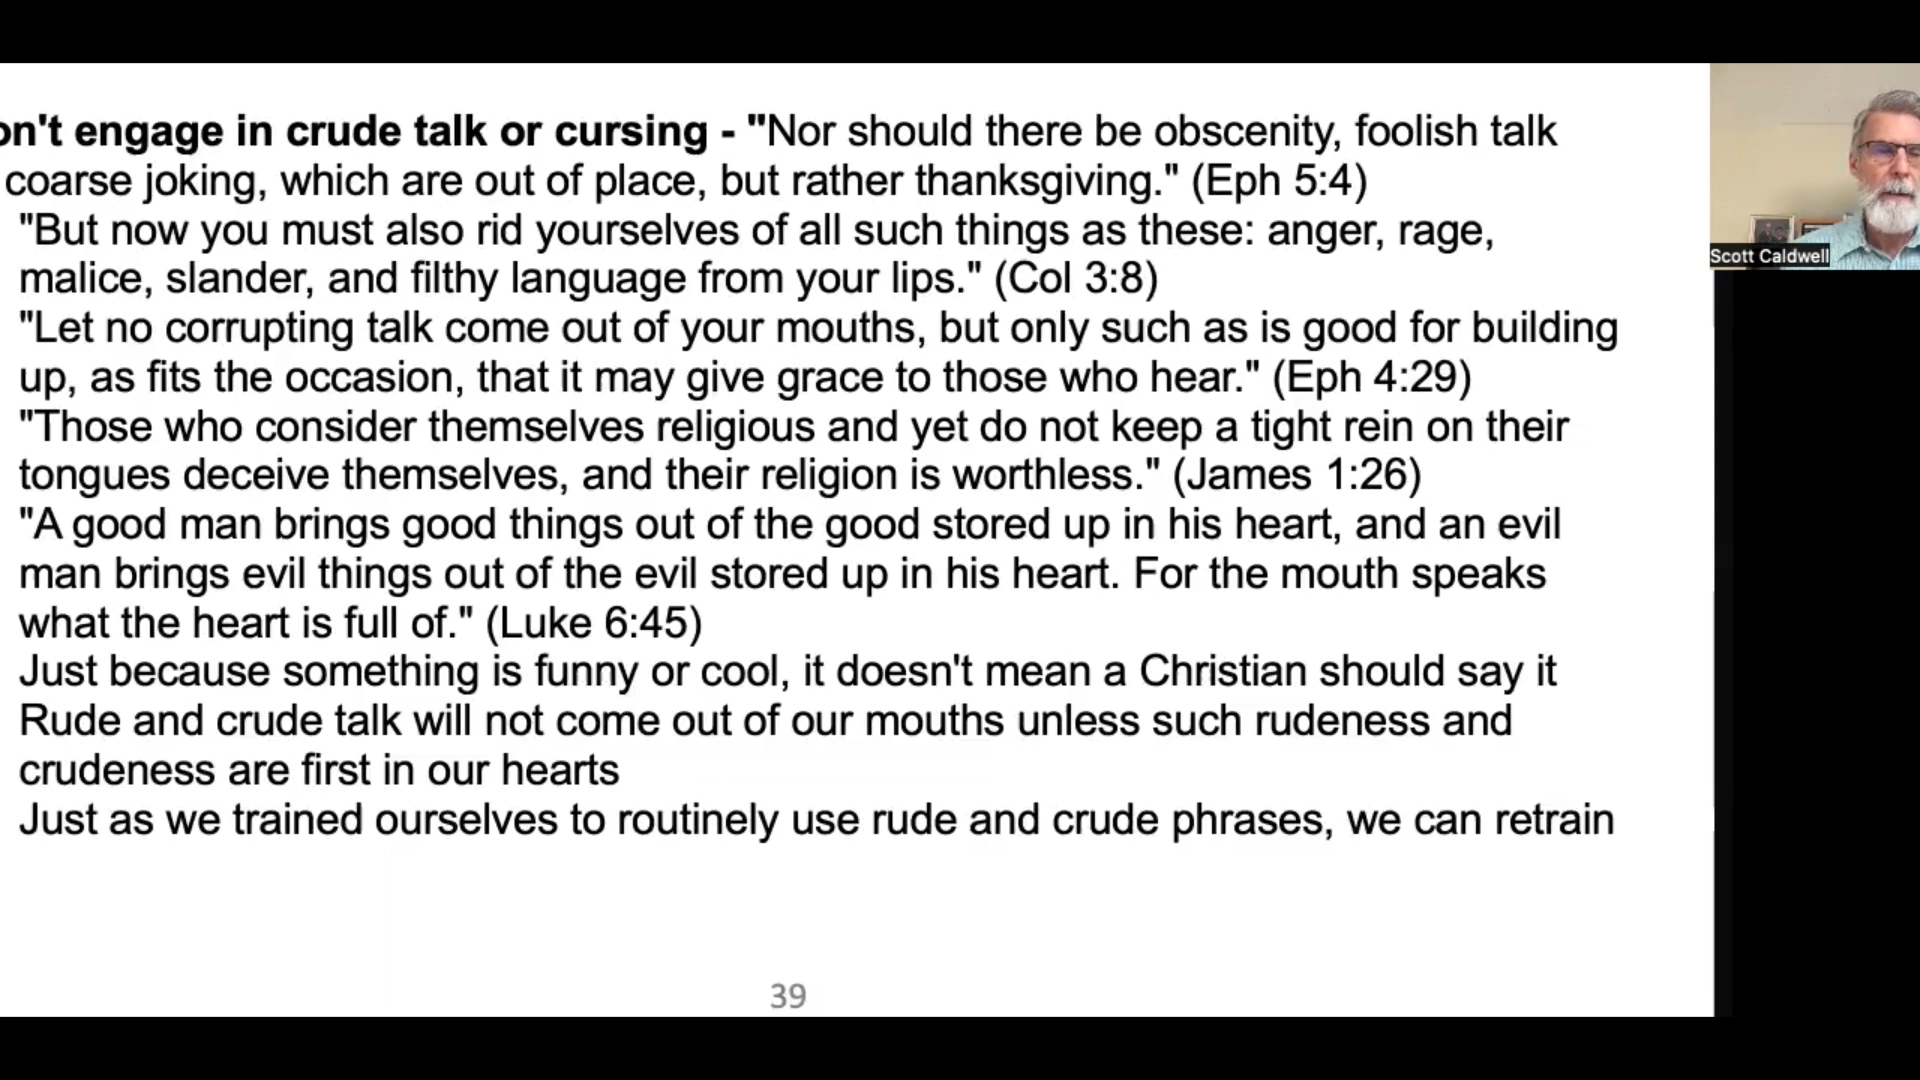 on't engage in crude talk or cursing - "Nor should there be obscenity, foolish talk
coarse joking, which are out of place, but rather thanksgiving." (Eph 5:4)
"But now you must also rid yourselves of all such things as these: anger, rage,
malice, slander, and filthy language from your lips." (Col 3:8)
"Let no corrupting talk come out of your mouths, but only such as is good for building
up, as fits the occasion, that it may give grace to those who hear." (Eph 4:29)
"Those who consider themselves religious and yet do not keep a tight rein on their
tongues deceive themselves, and their religion is worthless." (James 1:26)
"A good man brings good things out of the good stored up in his heart, and an evil
man brings evil things out of the evil stored up in his heart. For the mouth speaks
what the heart is full of." (Luke 6:45)
Just because something is funny or cool, it doesn't mean a Christian should say it
Rude and crude talk will not come out of our mouths unless such rudeness and
crudeness are first in our hearts
Just as we trained ourselves to routinely use rude and crude phrases, we can retrain
39
Scott Caldwell